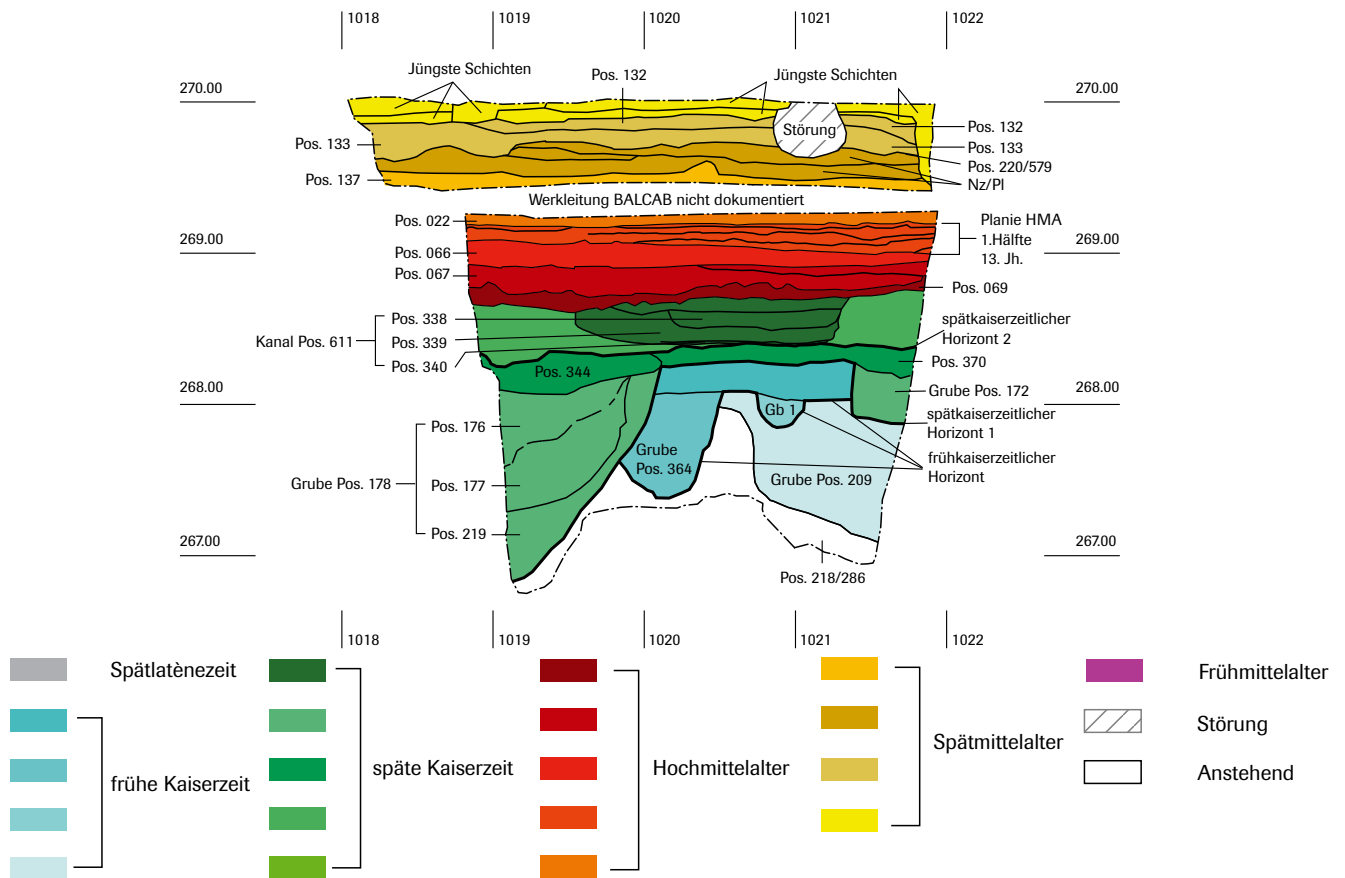 1018 1019 1020 1021 1022
Jüngste Schichten
Pos. 132
Jüngste Schichten
270.00
270.00
Störung
Pos. 132
Pos. 133
Pos. 133
Pos. 220/579
Pos. 137
Nz/Pl
Werkleitung BALCAB nicht dokumentiert
Pos. 022
Planie HMA
1.Hälfte
13. Jh.
269.00
269.00
Pos. 066
Pos. 067
Pos. 069
Kanal Pos. 611
Pos. 338
Pos. 339
Pos. 340
spätkaiserzeitlicher
Horizont 2
Pos. 344
Pos. 370
268.00
268.00
Grube Pos. 172
Gb 1
spätkaiserzeitlicher
Horizont 1
Pos. 176
Grube
Pos. 364
frühkaiserzeitlicher
Horizont
Grube Pos. 178
Pos. 177
Grube Pos. 209
Pos. 219
267.00
267.00
Pos. 218/286
1018 1019 1020 1021 1022
Spätlatènezeit
frühe Kaiserzeit
späte Kaiserzeit
Hochmittelalter
Spätmittelalter
Frühmittelalter
Störung
Anstehend